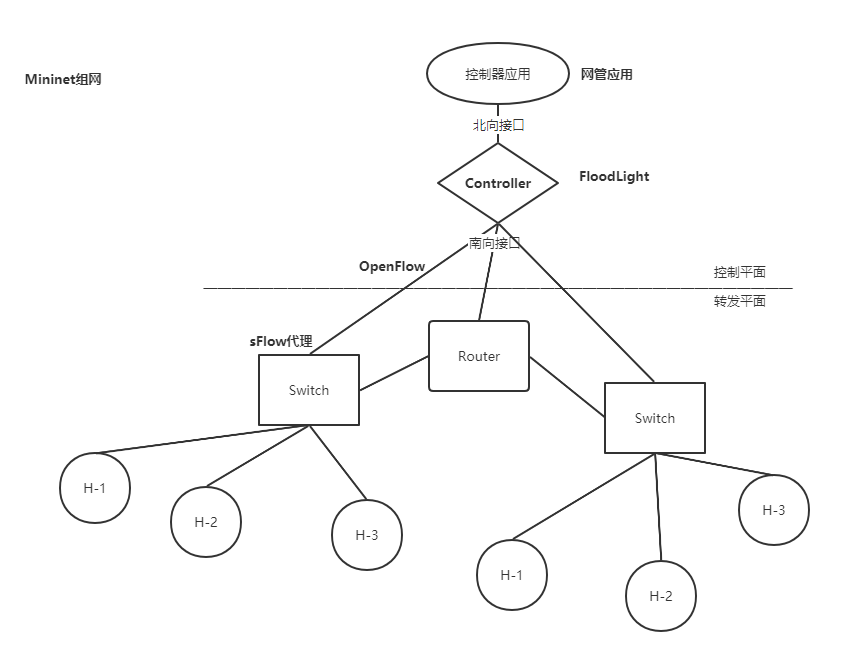 控制器应用
网管应用
Mininet组网
北向接口
Controller
FloodLight
南向接口
OpenFlow
控制平面
转发平面
sFlow代理
Router
Switch
Switch
H-1
H-2
H-3
H-3
H-1
H-2